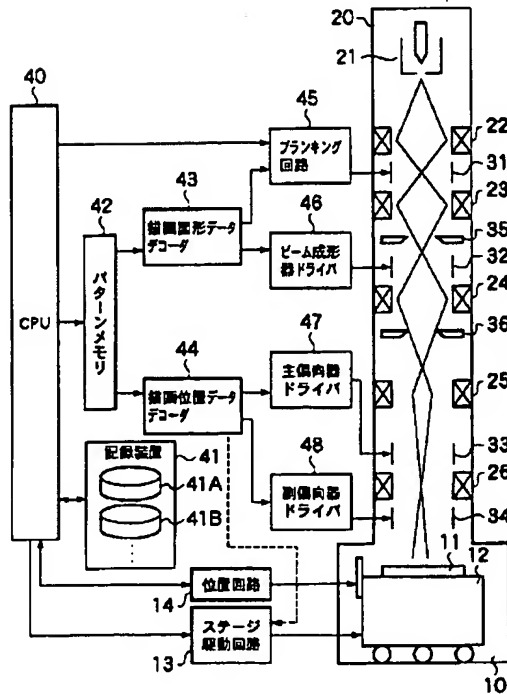 20
21
40
45
ブランキング
回路
22
31
23
43
描画図形データ
デコーダ
46
ビーム成形
器ドライバ
35
32
42
パターンメモリ
24
36
CPU
47
主偏向器
ドライバ
44
描画位置データ
デコーダ
25
記録装置
41
41A
41B
48
副偏向器
ドライバ
33
26
34
11
12
位置回路
14
ステージ
駆動回路
13
10